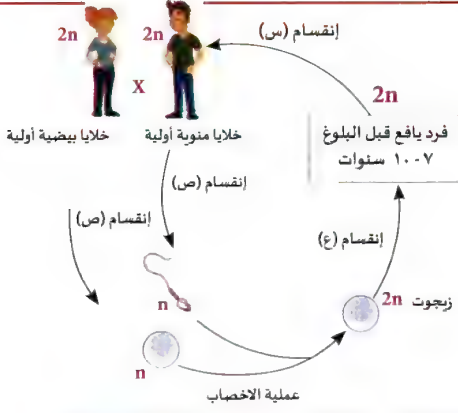 إنقسام (س)
2n
2n
X
2n
خلايا منوية أولية
خلايا بيضية أولية
فرد يافع قبل البلوغ
٧-١٠ سنوات
إنقسام (ص)
إنقسام (ص)
إنقسام (ع)
n
2n
زيجوت
n
عملية الاخصاب